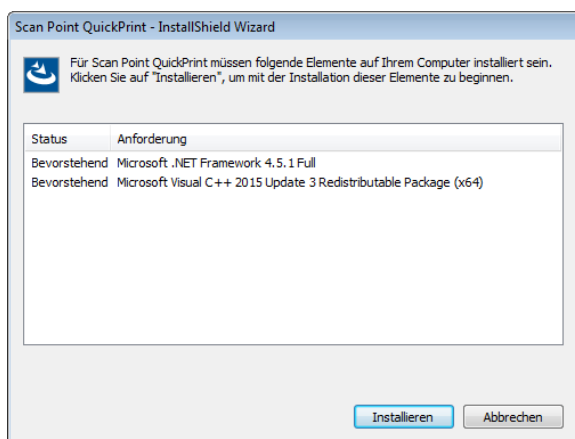 Scan Point QuickPrint - InstallShield Wizard
Für Scan Point QuickPrint müssen folgende Elemente auf Ihrem Computer installiert sein.
Klicken Sie auf "Installieren", um mit der Installation dieser Elemente zu beginnen.
Status Anforderung
Bevorstehend Microsoft .NET Framework 4.5.1 Full
Bevorstehend Microsoft Visual C++ 2015 Update 3 Redistributable Package (x64)
Installieren Abbrechen